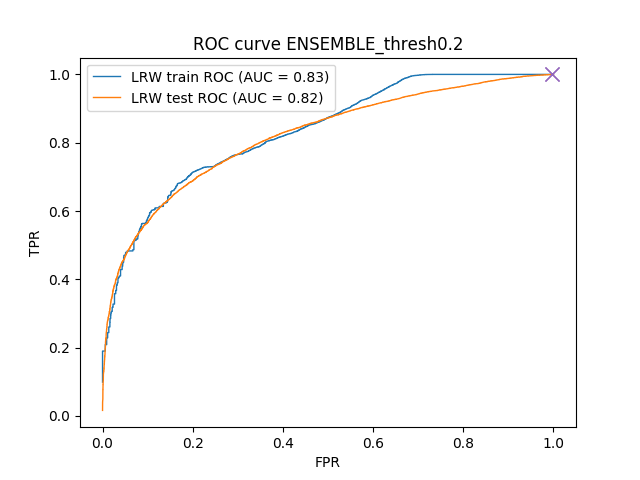 ROC curve ENSEMBLE_thresh0.2
LRW train ROC (AUC = 0.83)
LRW test ROC (AUC = 0.82)
1.0
0.8
0.6
0.4
0.2
0.0
TPR
0.0 0.2 0.4 0.6 0.8 1.0
FPR